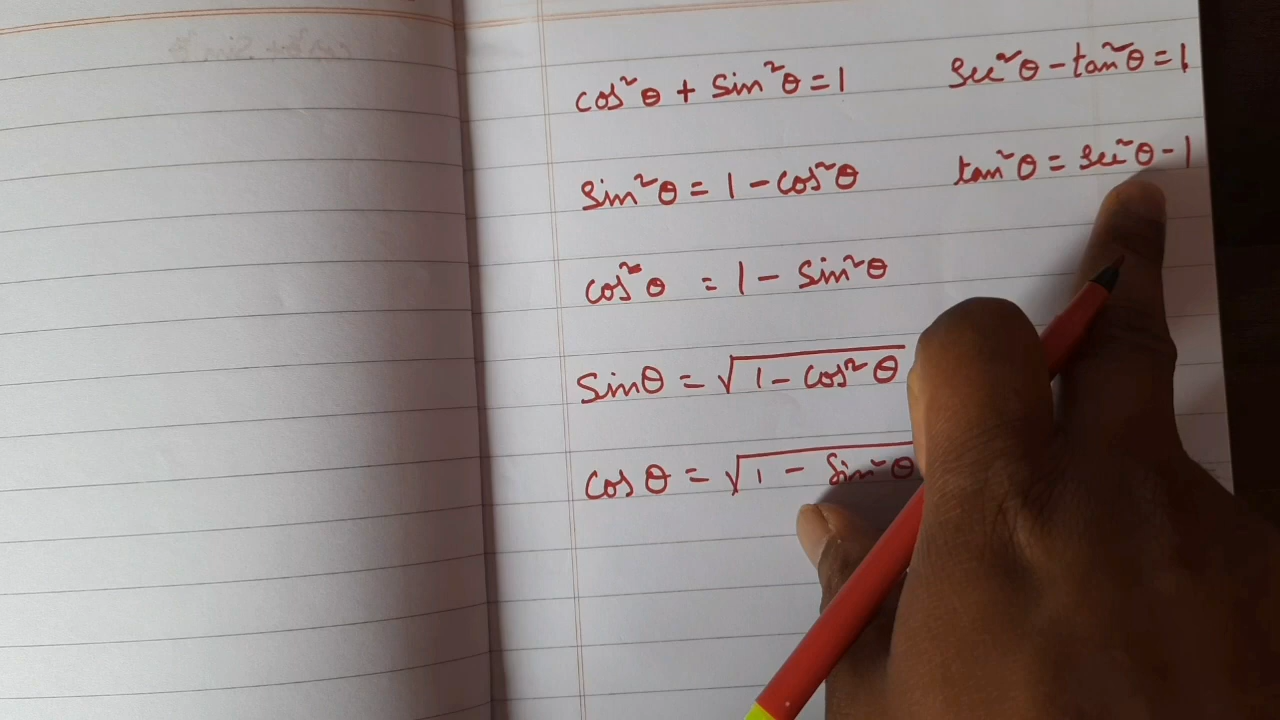 cos²θ + sin²θ = 1
sin²θ = 1 - cos²θ
cos²θ = 1 - sin²θ
sinθ = √(1 - cos²θ)
cosθ = √(1 - sin²θ)
sec²θ - tan²θ = 1
tan²θ = sec²θ - 1